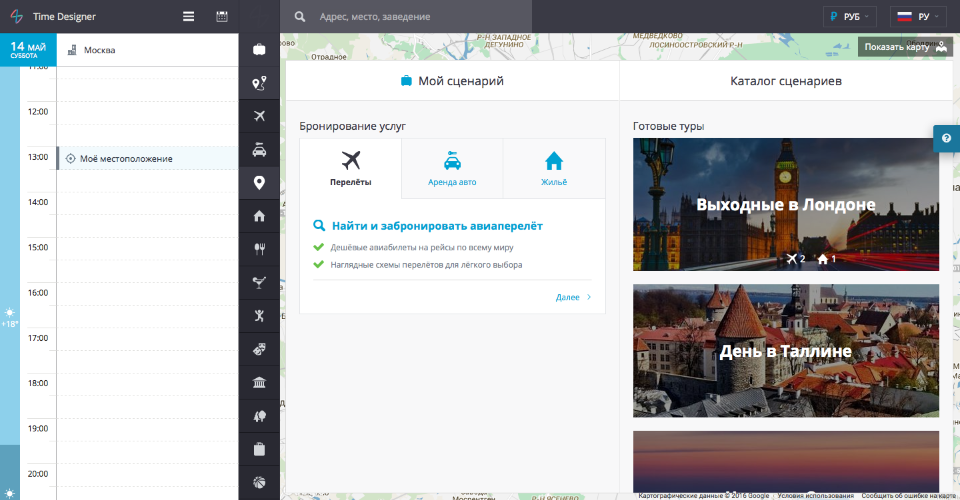 Time Designer
Адрес, место, заведение
РУБ
РУ
14 МАЙ
СУББОТА
Москва
11:00
12:00
13:00
Моё местоположение
14:00
15:00
16:00
+18°
17:00
18:00
19:00
20:00
Р-Н ЗАПАДНОЕ
ДЕГУНИНО
Отрадное
МЕДВЕДКОВО
ЛОСИНООСТРОВСКИЙ Р-Н
Показать карту
Мой сценарий
Каталог сценариев
Бронирование услуг
Перелёты
Аренда авто
Жильё
Найти и забронировать авиаперелёт
Дешёвые авиабилеты на рейсы по всему миру
Наглядные схемы перелётов для лёгкого выбора
Далее
Готовые туры
Выходные в Лондоне
2
1
День в Таллине
Р-Н ЯСЕНЕВО
Картографические данные © 2016 Google
Условия использования
Сообщить об ошибке на карте